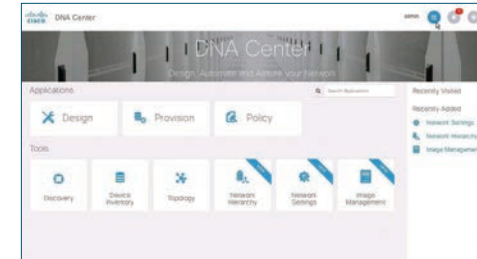 CISCO DNA Center
admin
DNA Center
Design, Automate and Assure your Network
Applications
Search Applications
Design
Provision
Policy
Tools
Discovery
Device Inventory
Topology
Network Hierarchy
Network Settings
Image Management
Recently Visited
Recently Added
Network Settings
Network Hierarchy
Image Management